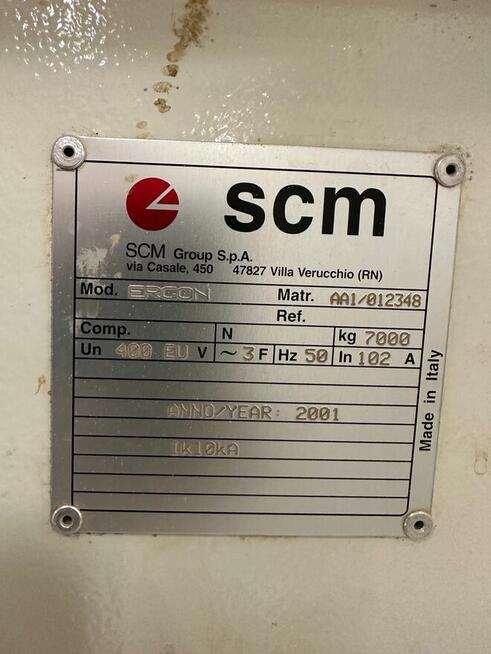 scm
SCM Group S.p.A.
via Casale, 450 47827 Villa Verucchio (RN)
Mod. ERGON Matr. AA1/012348
Ref.
Comp. N kg 7000
Un 400 EU V ~ 3 F Hz 50 In 102 A
ANNO/YEAR: 2001
Ik10kA
Made in Italy